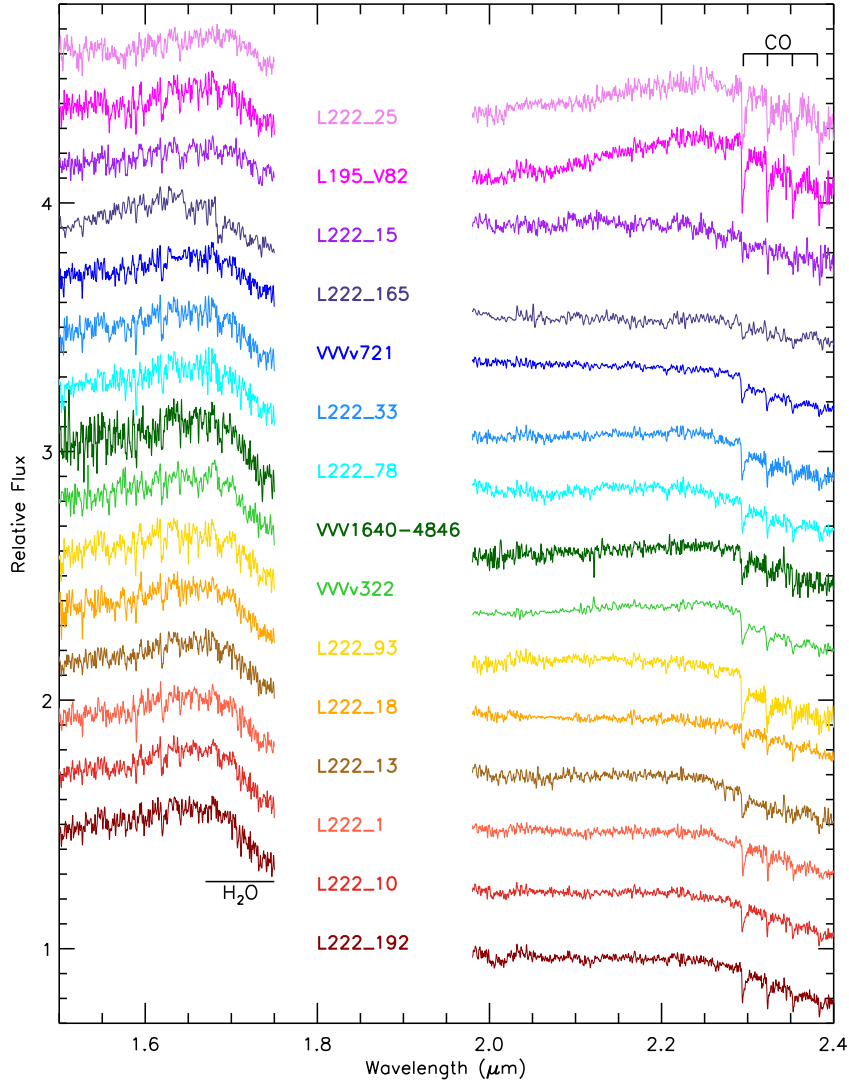 CO
L222_25
L195_V82
4
L222_15
L222_165
VVVv721
L222_33
3
L222_78
VVV1640-4846
VVVv322
L222_93
2
L222_18
L222_13
L222_1
H₂O
L222_10
1
L222_192
Relative Flux
1.6 1.8 2.0 2.2 2.4
Wavelength (μm)